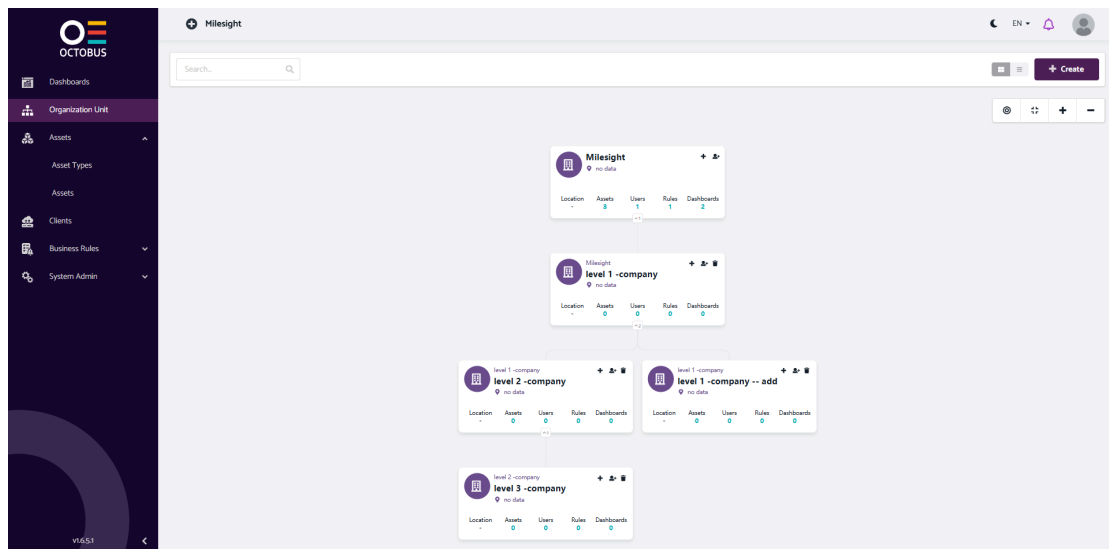 OCTOBUS
Dashboards
Organization Unit
Assets
Asset Types
Assets
Clients
Business Rules
System Admin
v1.6.5.1
Milesight
EN
Search...
Create
Milesight
no data
Location Assets Users Rules Dashboards
- 8 1 1 2
Milesight
level 1 -company
no data
Location Assets Users Rules Dashboards
- 0 0 0 0
level 1 -company
level 2 -company
no data
Location Assets Users Rules Dashboards
- 0 0 0 0
level 1 -company
level 1 -company -- add
no data
Location Assets Users Rules Dashboards
- 0 0 0 0
level 2 -company
level 3 -company
no data
Location Assets Users Rules Dashboards
- 0 0 0 0